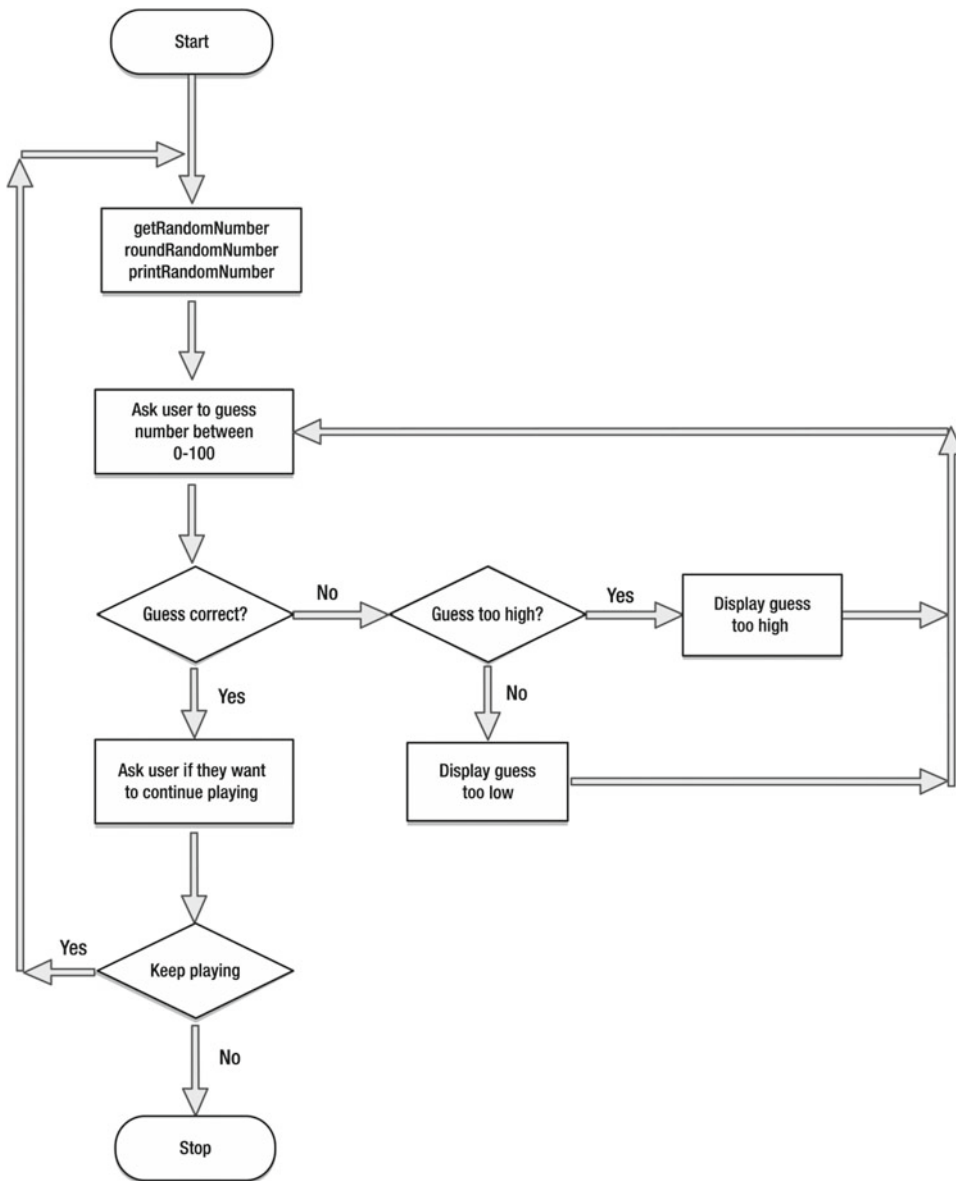 Start
getRandomNumber
roundRandomNumber
printRandomNumber
Ask user to guess
number between
0-100
Guess correct?
No
Guess too high?
Yes
Display guess
too high
Yes
No
Ask user if they want
to continue playing
Display guess
too low
Yes
Keep playing
No
Stop